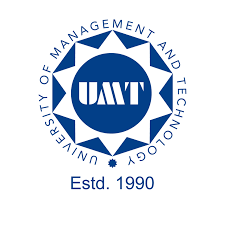 UNIVERSITY OF MANAGEMENT AND TECHNOLOGY
UMT
Estd. 1990